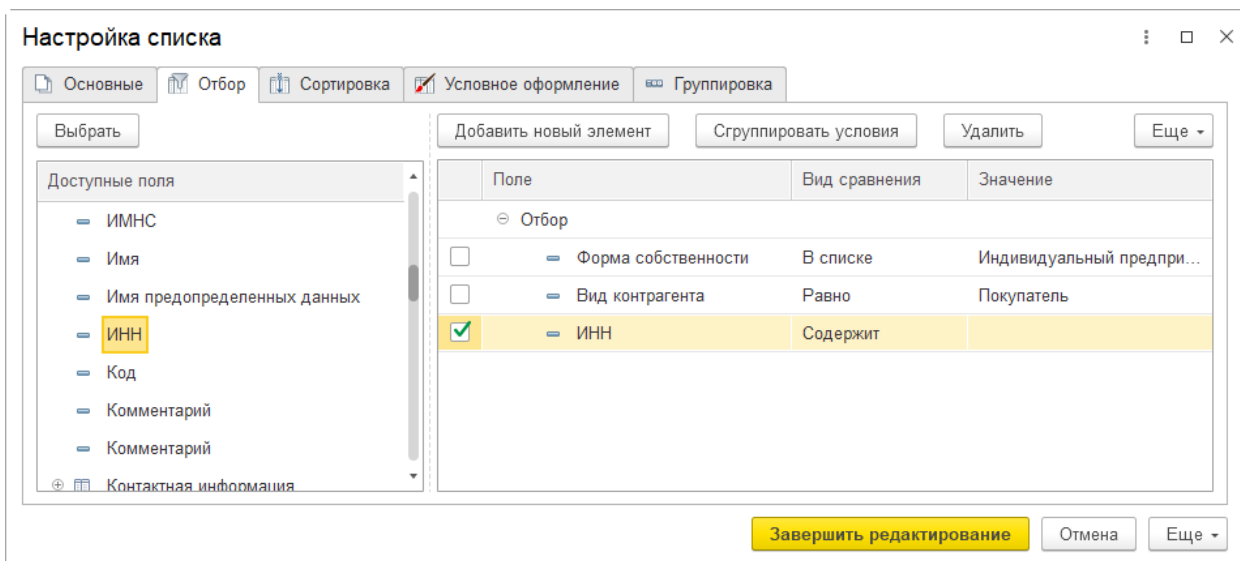 Настройка списка
Основные Отбор Сортировка Условное оформление Группировка
Выбрать
Добавить новый элемент Сгруппировать условия Удалить Еще
Доступные поля
ИМНС
Имя
Имя предопределенных данных
ИНН
Код
Комментарий
Комментарий
Контактная информация
Поле Вид сравнения Значение
Отбор
Форма собственности В списке Индивидуальный предпри...
Вид контрагента Равно Покупатель
ИНН Содержит
Завершить редактирование Отмена Еще